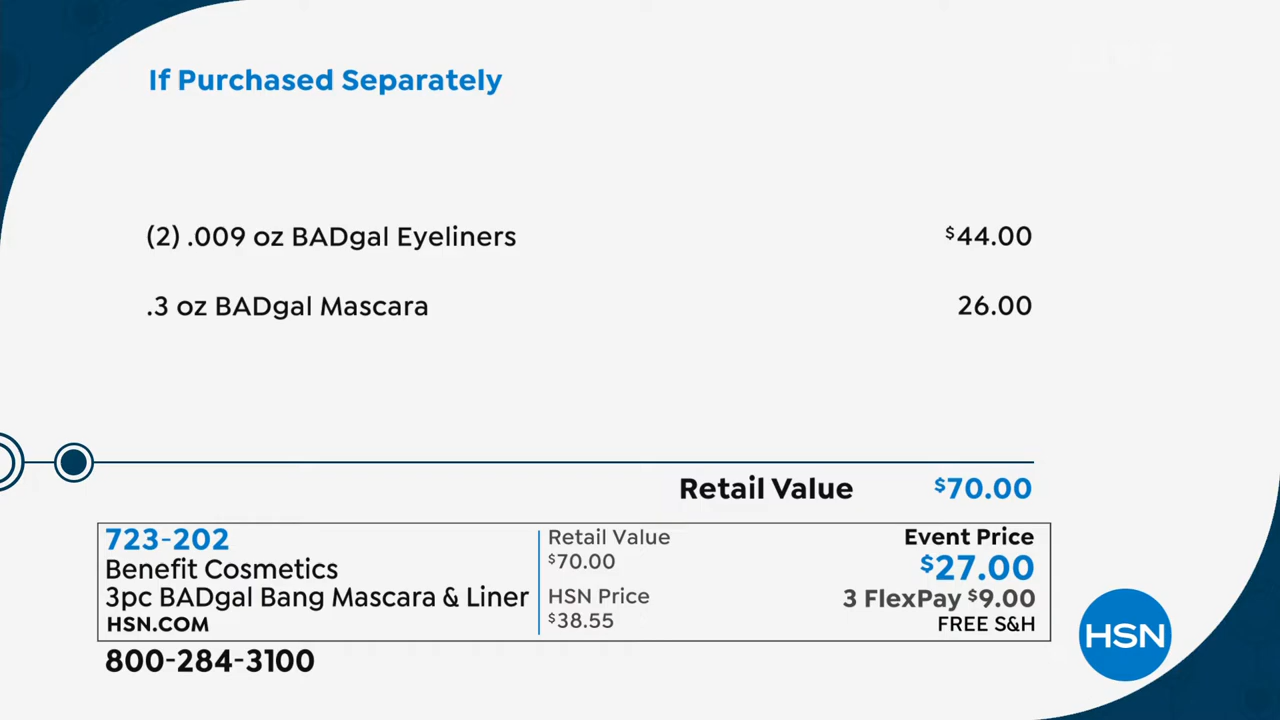 If Purchased Separately
(2) .009 oz BADgal Eyeliners $44.00
.3 oz BADgal Mascara 26.00
Retail Value $70.00
723-202
Benefit Cosmetics
3pc BADgal Bang Mascara & Liner
HSN.COM
Retail Value
$70.00
HSN Price
$38.55
Event Price
$27.00
3 FlexPay $9.00
FREE S&H
800-284-3100
HSN